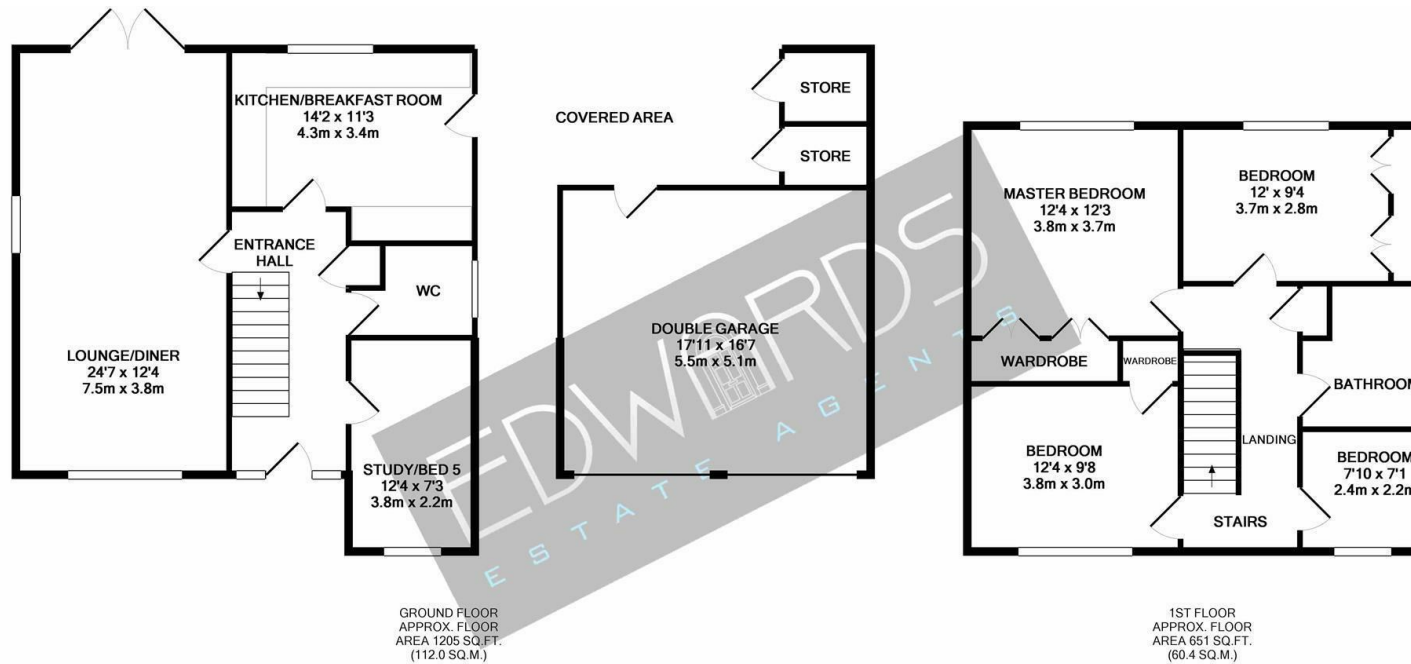 KITCHEN/BREAKFAST ROOM
14'2 x 11'3
4.3m x 3.4m
ENTRANCE
HALL
WC
LOUNGE/DINER
24'7 x 12'4
7.5m x 3.8m
STUDY/BED 5
12'4 x 7'3
3.8m x 2.2m
COVERED AREA
STORE
STORE
DOUBLE GARAGE
17'11 x 16'7
5.5m x 5.1m
EDWARDS
ESTATE AGENTS
GROUND FLOOR
APPROX. FLOOR
AREA 1205 SQ.FT.
(112.0 SQ.M.)
MASTER BEDROOM
12'4 x 12'3
3.8m x 3.7m
BEDROOM
12' x 9'4
3.7m x 2.8m
WARDROBE
WARDROBE
BATHROOM
BEDROOM
12'4 x 9'8
3.8m x 3.0m
LANDING
BEDROOM
7'10 x 7'1
2.4m x 2.2m
STAIRS
1ST FLOOR
APPROX. FLOOR
AREA 651 SQ.FT.
(60.4 SQ.M.)